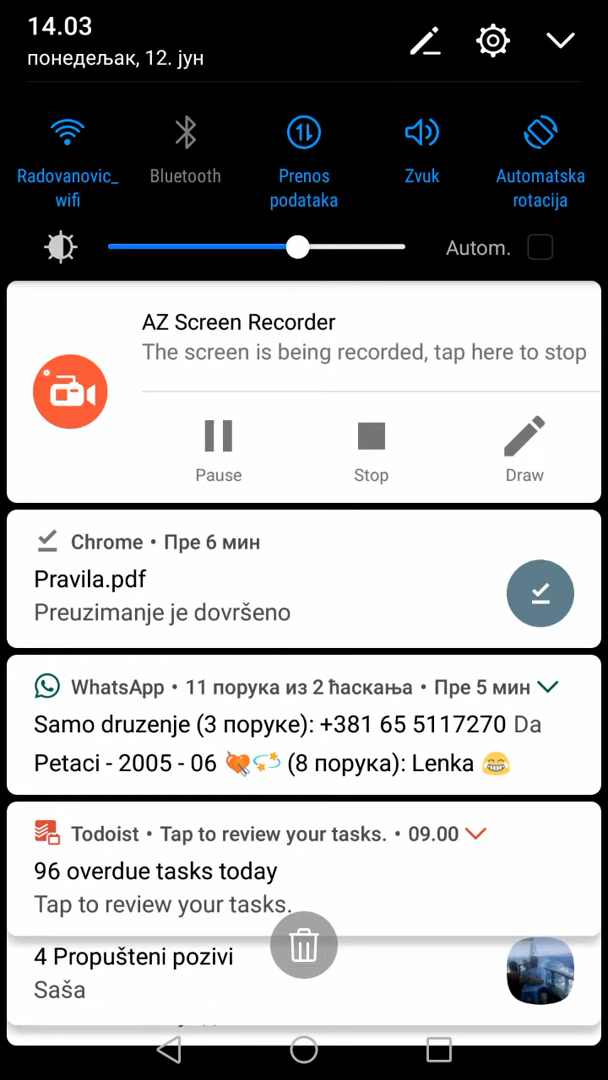 14.03
понедељак, 12. јун
Radovanovic_
wifi
Bluetooth
Prenos
podataka
Zvuk
Automatska
rotacija
Autom.
AZ Screen Recorder
The screen is being recorded, tap here to stop
Pause
Stop
Draw
Chrome • Пре 6 мин
Pravila.pdf
Preuzimanje je dovršeno
WhatsApp • 11 порука из 2 ћаскања • Пре 5 мин
Samo druzenje (3 поруке): +381 65 5117270 Da
Petaci - 2005 - 06 💘💫 (8 порука): Lenka 😂
Todoist • Tap to review your tasks. • 09.00
96 overdue tasks today
Tap to review your tasks.
4 Propušteni pozivi
Saša